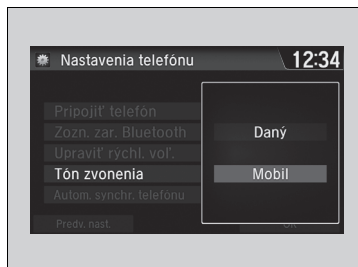 Nastavenia telefónu 12:34
Pripojiť telefón
Zozn. zar. Bluetooth
Upraviť rýchl. voľ.
Tón zvonenia
Autom. synchr. telefónu
Daný
Mobil
Predv. nast.
OK